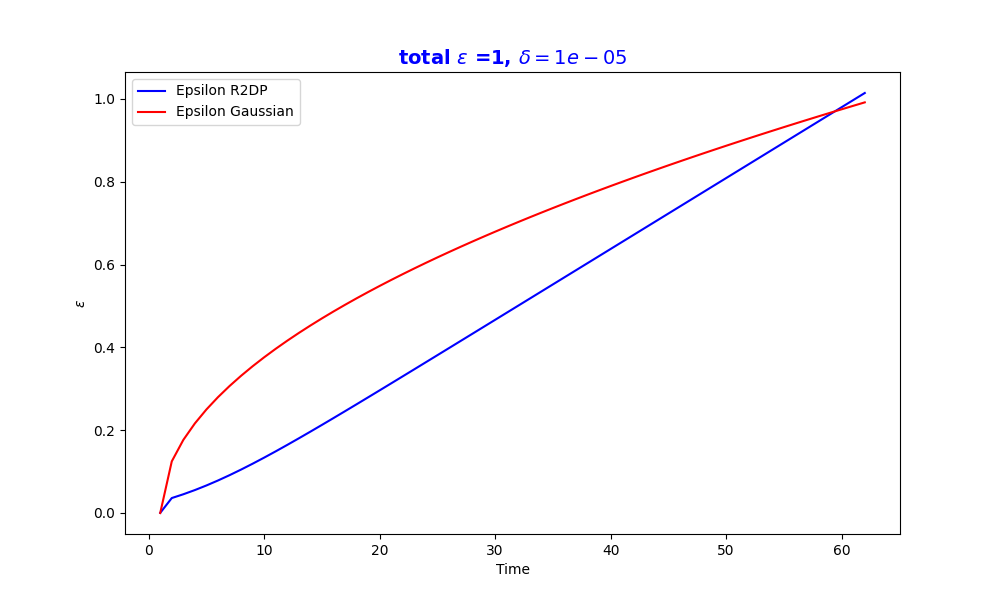 total ε =1, δ = 1e − 05
Epsilon R2DP
Epsilon Gaussian
1.0
0.8
0.6
0.4
0.2
0.0
ε
0 10 20 30 40 50 60
Time